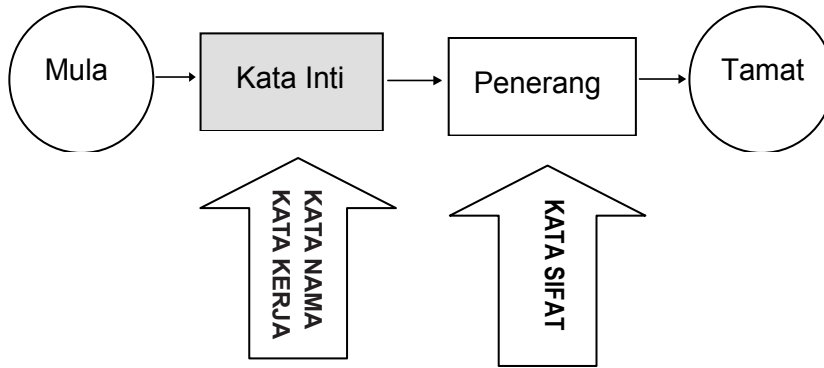 Mula
Kata Inti
Penerang
Tamat
KATA NAMA
KATA KERJA
KATA SIFAT